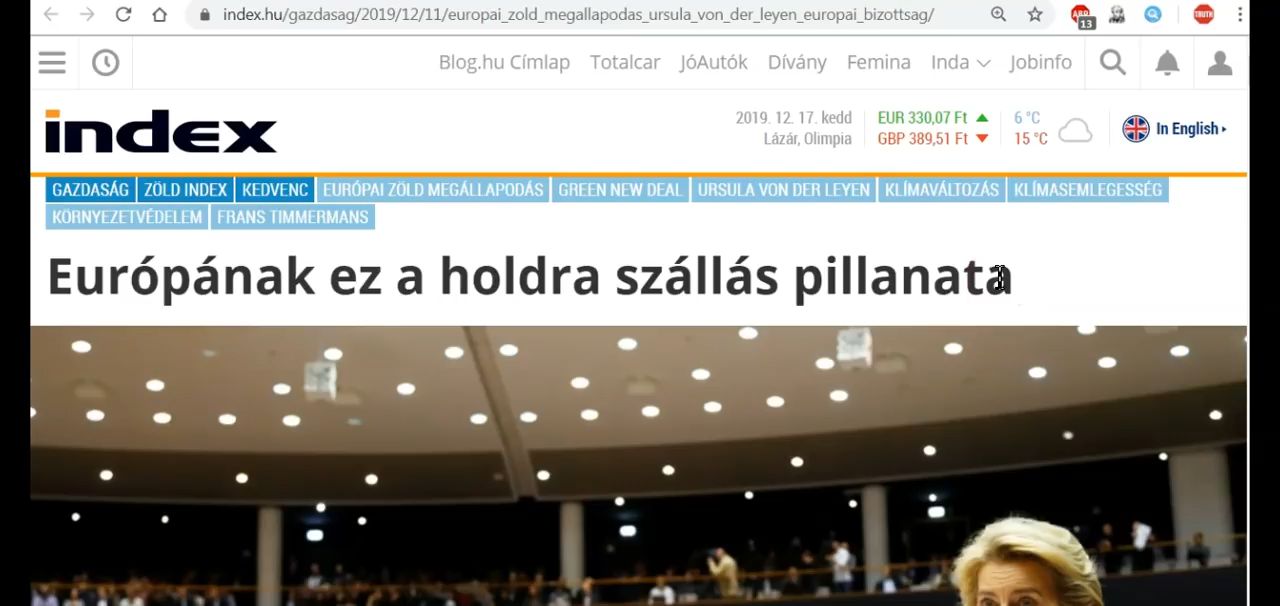 index.hu/gazdasag/2019/12/11/europai_zold_megallapodas_ursula_von_der_leyen_europai_bizottsag/
ABP
13
TRUTH
Blog.hu Címlap Totalcar JóAutók Dívány Femina Inda Jobinfo
index
2019. 12. 17. kedd
Lázár, Olimpia
EUR 330,07 Ft
GBP 389,51 Ft
6 °C
15 °C
In English
GAZDASÁG ZÖLD INDEX KEDVENC EURÓPAI ZÖLD MEGÁLLAPODÁS GREEN NEW DEAL URSULA VON DER LEYEN KLÍMAVÁLTOZÁS KLÍMASEMLEGESSÉG
KÖRNYEZETVÉDELEM FRANS TIMMERMANS
Európának ez a holdra szállás pillanata